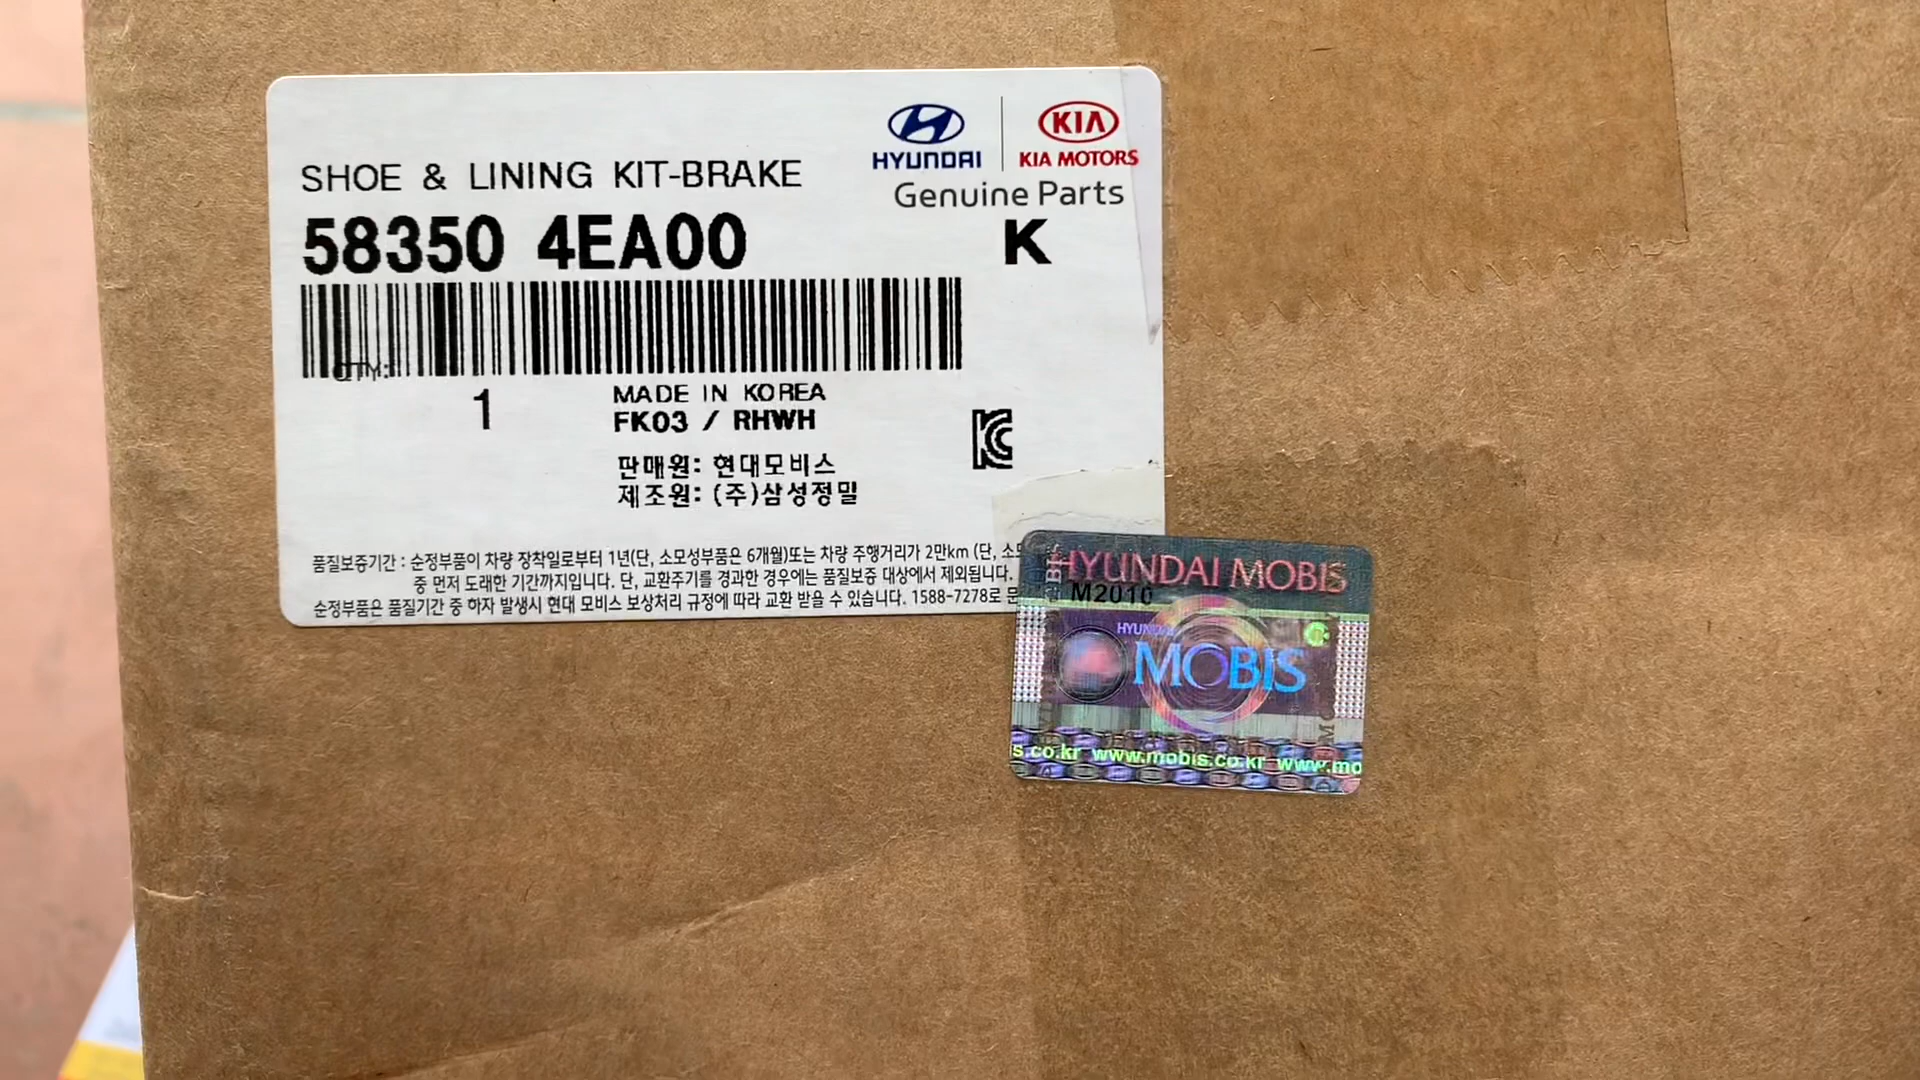 HYUNDAI
KIA
KIA MOTORS
Genuine Parts
SHOE & LINING KIT-BRAKE
58350 4EA00 K
QTY:
1
MADE IN KOREA
FK03 / RHWH
판매원: 현대모비스
제조원: (주)삼성정밀
품질보증기간 : 순정부품이 차량 장착일로부터 1년(단, 소모성부품은 6개월)또는 차량 주행거리가 2만km (단,
중 먼저 도래한 기간까지입니다. 단, 교환주기를 경과한 경우에는 품질보증 대상에서 제외됩니다.
순정부품은 품질기간 중 하자 발생시 현대 모비스 보상처리 규정에 따라 교환 받을 수 있습니다. 1588-7278로
HYUNDAI MOBIS
M2010
HYUNDAI
MOBIS
s.co.kr www.mobis.co.kr www.mo